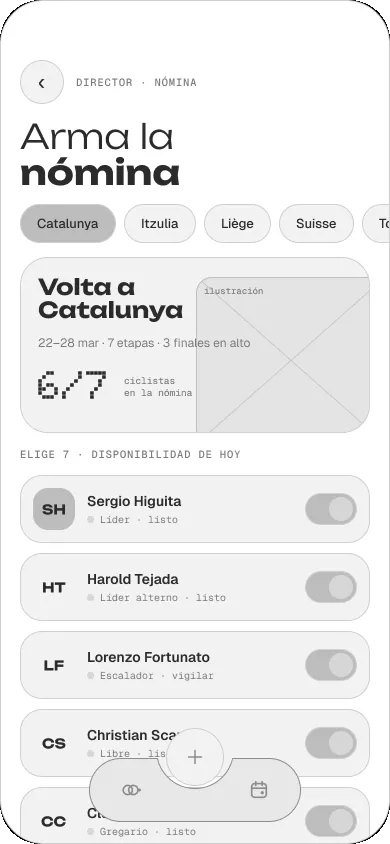 DIRECTOR · NÓMINA
Arma la
nómina
Catalunya
Itzulia
Liège
Suisse
Volta a
Catalunya
ilustración
22–28 mar · 7 etapas · 3 finales en alto
6/7
ciclistas
en la nómina
ELIGE 7 · DISPONIBILIDAD DE HOY
SH
Sergio Higuita
Líder · listo
HT
Harold Tejada
Líder alterno · listo
LF
Lorenzo Fortunato
Escalador · vigilar
CS
Christian
Libre ·
CC
Gregario · listo